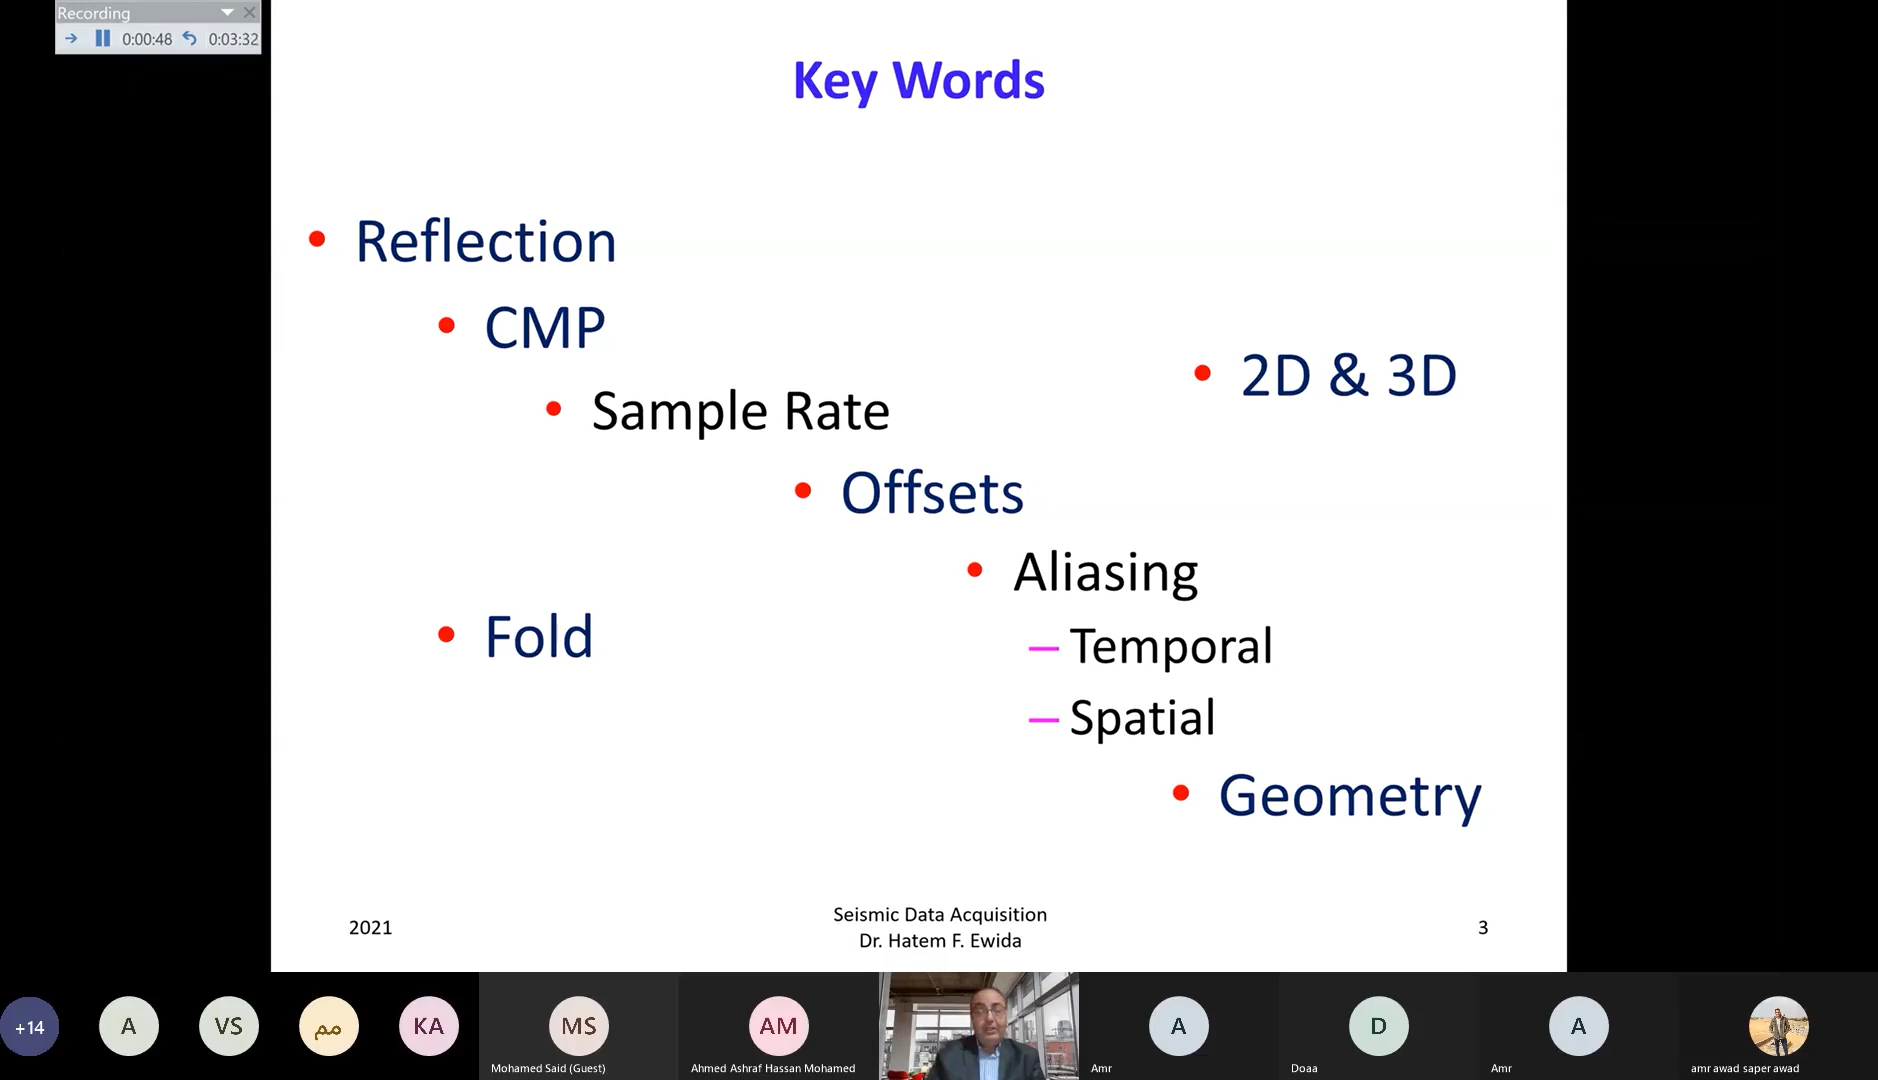 Recording
0:00:48 0:03:32
Key Words
• Reflection
• CMP
• 2D & 3D
• Sample Rate
• Offsets
• Aliasing
– Temporal
• Fold
– Spatial
• Geometry
2021
Seismic Data Acquisition
Dr. Hatem F. Ewida
3
+14
A
VS
مم
KA
MS
AM
A
D
A
Mohamed Said (Guest)
Ahmed Ashraf Hassan Mohamed
Amr
Doaa
Amr
amr awad saper awad